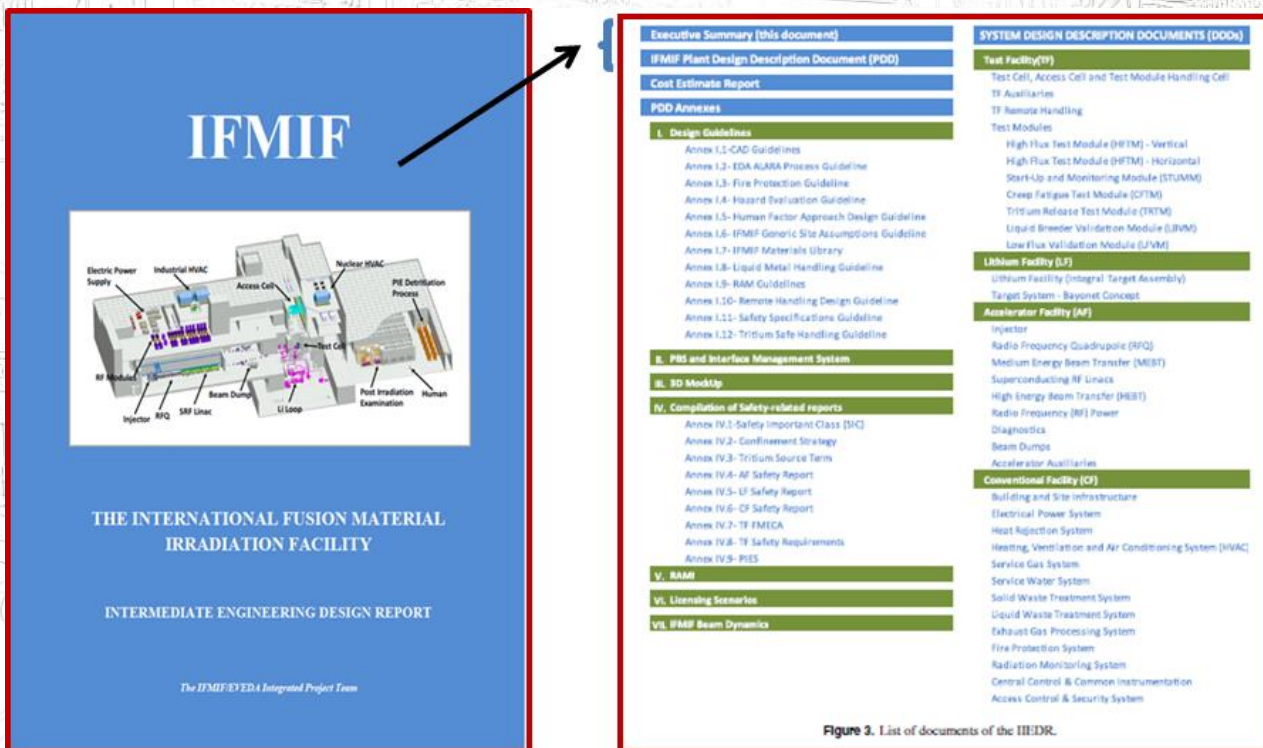 IFMIF
Electric Power
Supply
Industrial HVAC
Access Cell
Nuclear HVAC
PIE Detritiation
Process
Test Cell
RF Modules
Injector
RFQ
SRF Linac
Beam Dump
Li Loop
Post Irradiation
Examination
Human
THE INTERNATIONAL FUSION MATERIAL
IRRADIATION FACILITY
INTERMEDIATE ENGINEERING DESIGN REPORT
The IFMIF/EVEDA Integrated Project Team
Executive Summary (this document)
IFMIF Plant Design Description Document (PDD)
Cost Estimate Report
PDD Annexes
I. Design Guidelines
Annex I.1-CAD Guidelines
Annex I.2- EDA ALARA Process Guideline
Annex I.3- Fire Protection Guideline
Annex I.4- Hazard Evaluation Guideline
Annex I.5- Human Factor Approach Design Guideline
Annex I.6- IFMIF Generic Site Assumptions Guideline
Annex I.7- IFMIF Materials Library
Annex I.8- Liquid Metal Handling Guideline
Annex I.9- RAM Guidelines
Annex I.10- Remote Handling Design Guideline
Annex I.11- Safety Specifications Guideline
Annex I.12- Tritium Safe Handling Guideline
II. PBS and Interface Management System
III. 3D MockUp
IV. Compilation of Safety-related reports
Annex IV.1-Safety Important Class (SIC)
Annex IV.2- Confinement Strategy
Annex IV.3- Tritium Source Term
Annex IV.4- AF Safety Report
Annex IV.5- LF Safety Report
Annex IV.6- CF Safety Report
Annex IV.7- TF FMECA
Annex IV.8- TF Safety Requirements
Annex IV.9- PIES
V. RAMI
VI. Licensing Scenarios
VII. IFMIF Beam Dynamics
SYSTEM DESIGN DESCRIPTION DOCUMENTS (DDDs)
Test Facility(TF)
Test Cell, Access Cell and Test Module Handling Cell
TF Auxiliaries
TF Remote Handling
Test Modules
High Flux Test Module (HFTM) - Vertical
High Flux Test Module (HFTM) - Horizontal
Start-Up and Monitoring Module (STUMM)
Creep Fatigue Test Module (CFTM)
Tritium Release Test Module (TRTM)
Liquid Breeder Validation Module (LBVM)
Low Flux Validation Module (LFVM)
Lithium Facility (LF)
Lithium Facility (Integral Target Assembly)
Target System - Bayonet Concept
Accelerator Facility (AF)
Injector
Radio Frequency Quadrupole (RFQ)
Medium Energy Beam Transfer (MEBT)
Superconducting RF Linacs
High Energy Beam Transfer (HEBT)
Radio Frequency (RF) Power
Diagnostics
Beam Dumps
Accelerator Auxiliaries
Conventional Facility (CF)
Building and Site Infrastructure
Electrical Power System
Heat Rejection System
Heating, Ventilation and Air Conditioning System (HVAC)
Service Gas System
Service Water System
Solid Waste Treatment System
Liquid Waste Treatment System
Exhaust Gas Processing System
Fire Protection System
Radiation Monitoring System
Central Control & Common Instrumentation
Access Control & Security System
Figure 3. List of documents of the IIEDR.